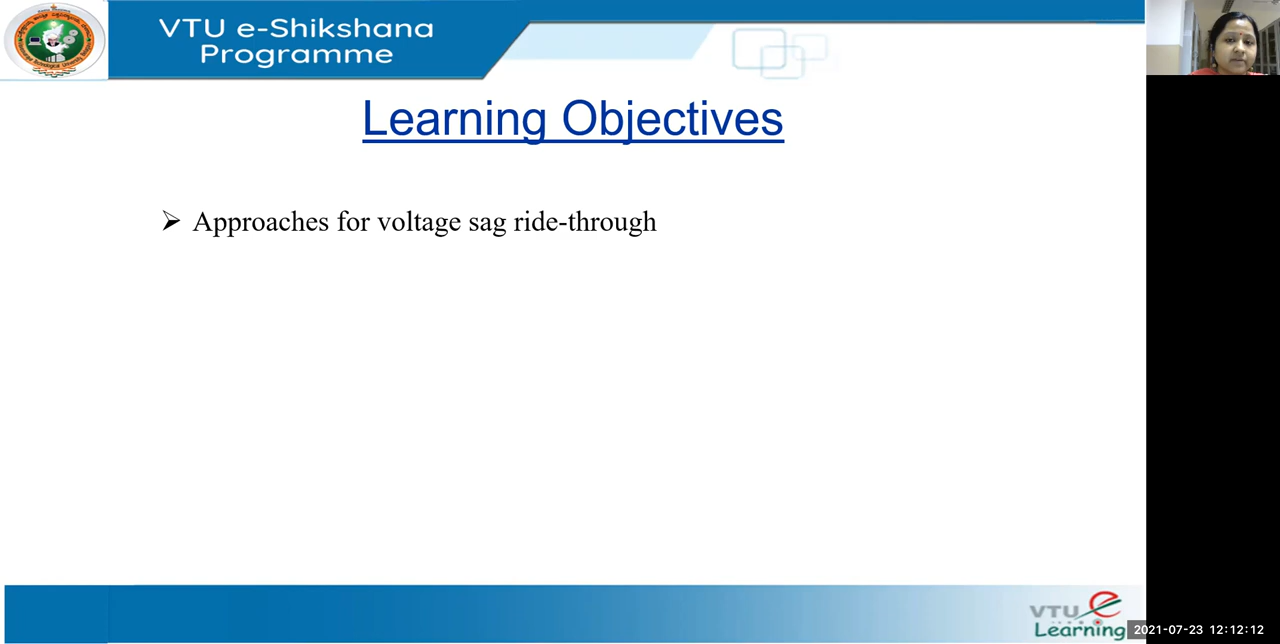 VTU e-Shikshana
Programme
Learning Objectives
➢ Approaches for voltage sag ride-through
VTU e
Learning
2021-07-23 12:12:12